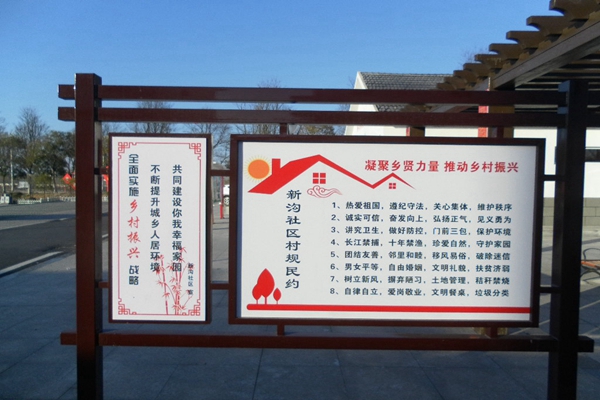 全面实施乡村振兴战略
不断提升城乡人居环境
共同建设你我幸福家园
新沟社区 宣
凝聚乡贤力量 推动乡村振兴
新沟社区村规民约
1、热爱祖国，遵纪守法，关心集体，维护秩序
2、诚实可信，奋发向上，弘扬正气，见义勇为
3、讲究卫生，做好防控，门前三包，保护环境
4、长江禁捕，十年禁渔，珍爱自然，守护家园
5、团结友善，邻里和睦，移风易俗，破除迷信
6、男女平等，自由婚姻，文明礼貌，扶贫济弱
7、树立新风，摒弃陋习，土地管理，秸秆禁烧
8、自律自立，爱岗敬业，文明餐桌，垃圾分类